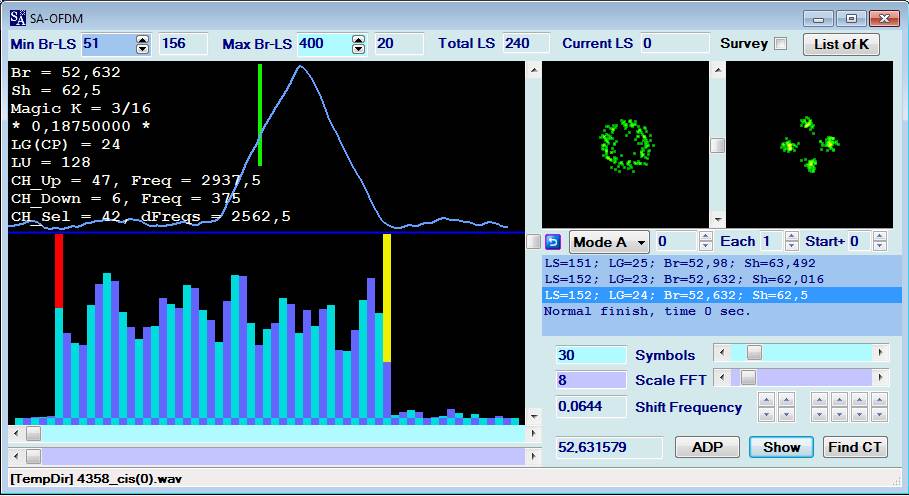 SA-OFDM
Min Br-LS 51 156 Max Br-LS 400 20 Total LS 240 Current LS 0 Survey List of K
Br = 52,632
Sh = 62,5
Magic K = 3/16
* 0,18750000 *
LG(CP) = 24
LU = 128
CH_Up = 47, Freq = 2937,5
CH_Down = 6, Freq = 375
CH_Sel = 42, dFreqs = 2562,5
Mode A 0 Each 1 Start+ 0
LS=151; LG=25; Br=52,98; Sh=63,492
LS=152; LG=23; Br=52,632; Sh=62,016
LS=152; LG=24; Br=52,632; Sh=62,5
Normal finish, time 0 sec.
30 Symbols
8 Scale FFT
0,0644 Shift Frequency
52,631579 ADP Show Find CT
[TempDir] 4358_cis(0).wav